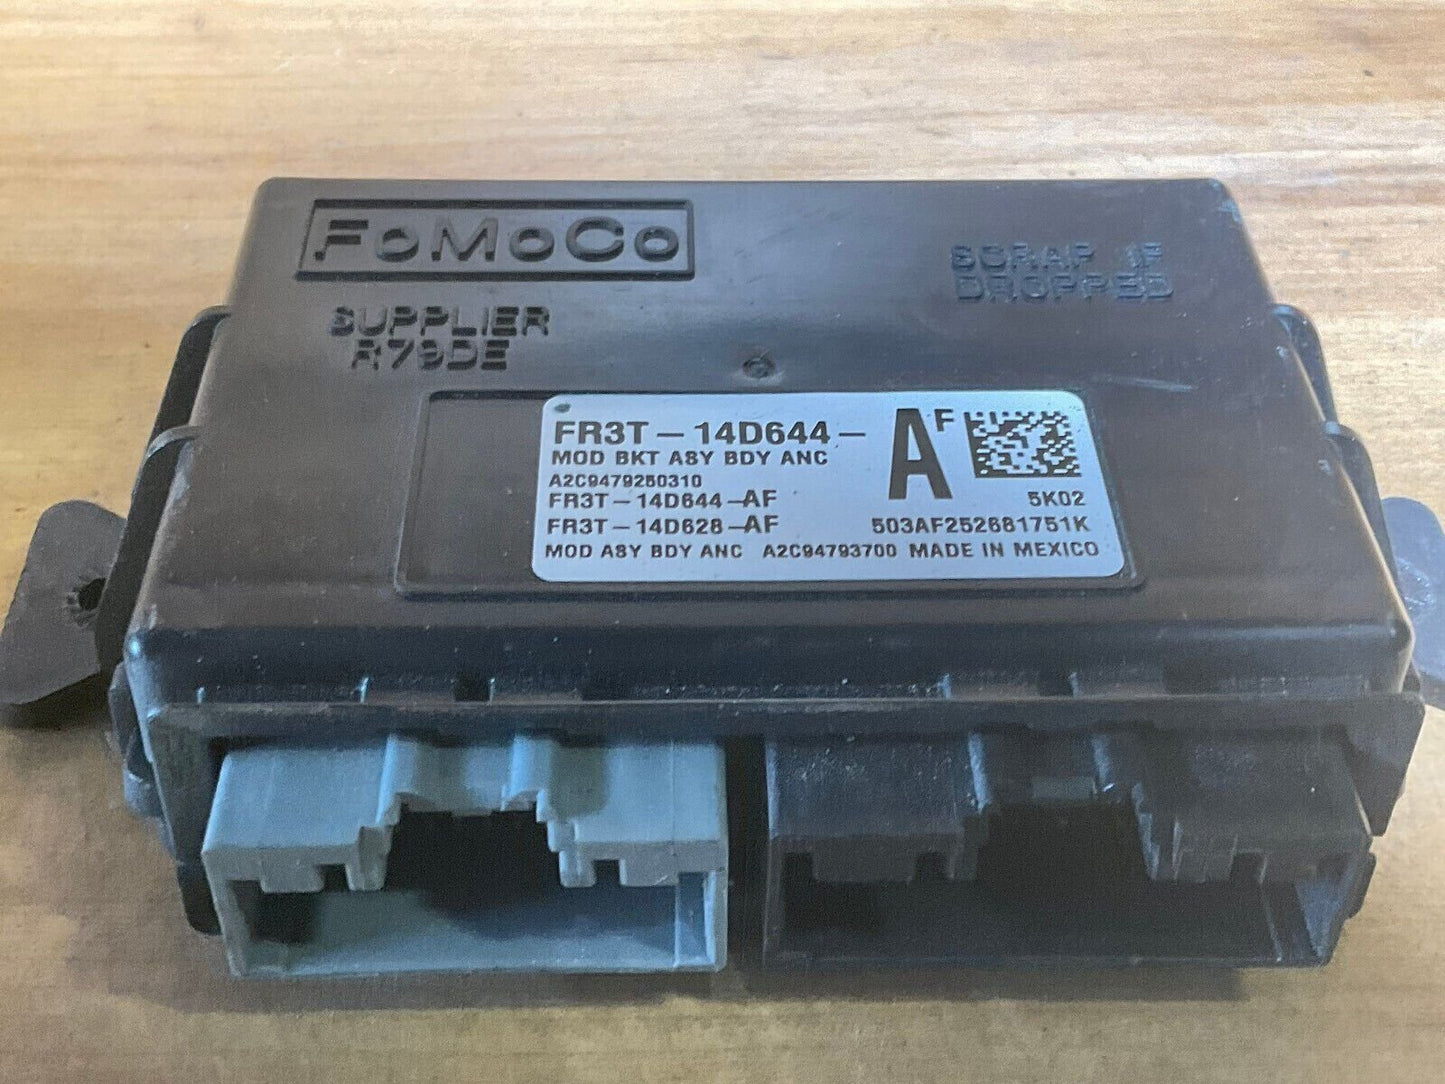 FoMoCo
SUPPLIER
R79DE
SCRAP IF
DROPPED
FR3T-14D644- AF
MOD BKT ASY BDY ANC
A2C9479250310
FR3T-14D644-AF 5K02
FR3T-14D628-AF 503AF252681751K
MOD ASY BDY ANC A2C94793700 MADE IN MEXICO